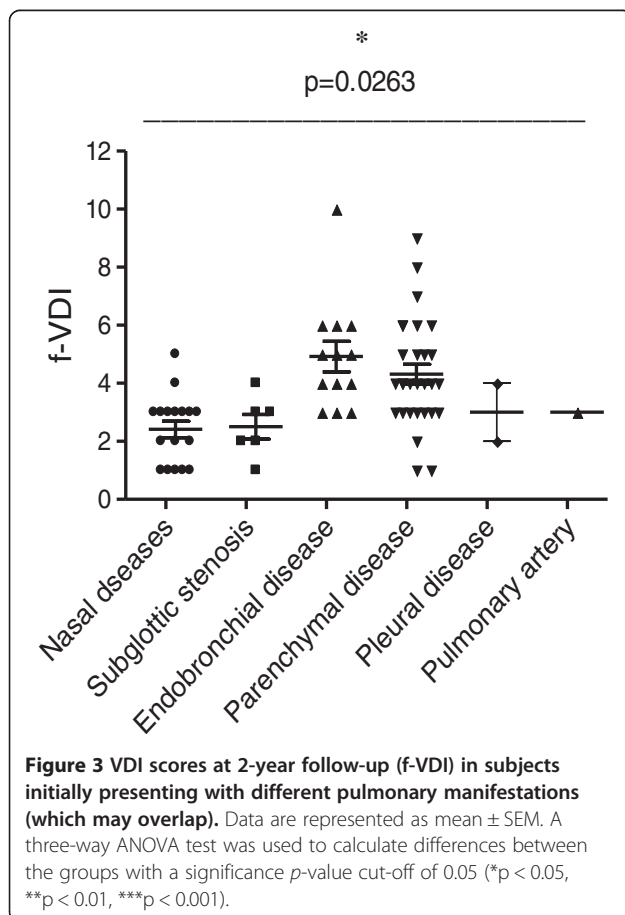 *
p=0.0263
f-VDI
12
10
8
6
4
2
0
Nasal dseases
Subglottic stenosis
Endobronchial disease
Parenchymal disease
Pleural disease
Pulmonary artery
Figure 3 VDI scores at 2-year follow-up (f-VDI) in subjects
initially presenting with different pulmonary manifestations
(which may overlap). Data are represented as mean ± SEM. A
three-way ANOVA test was used to calculate differences between
the groups with a significance p-value cut-off of 0.05 (*p < 0.05,
**p < 0.01, ***p < 0.001).